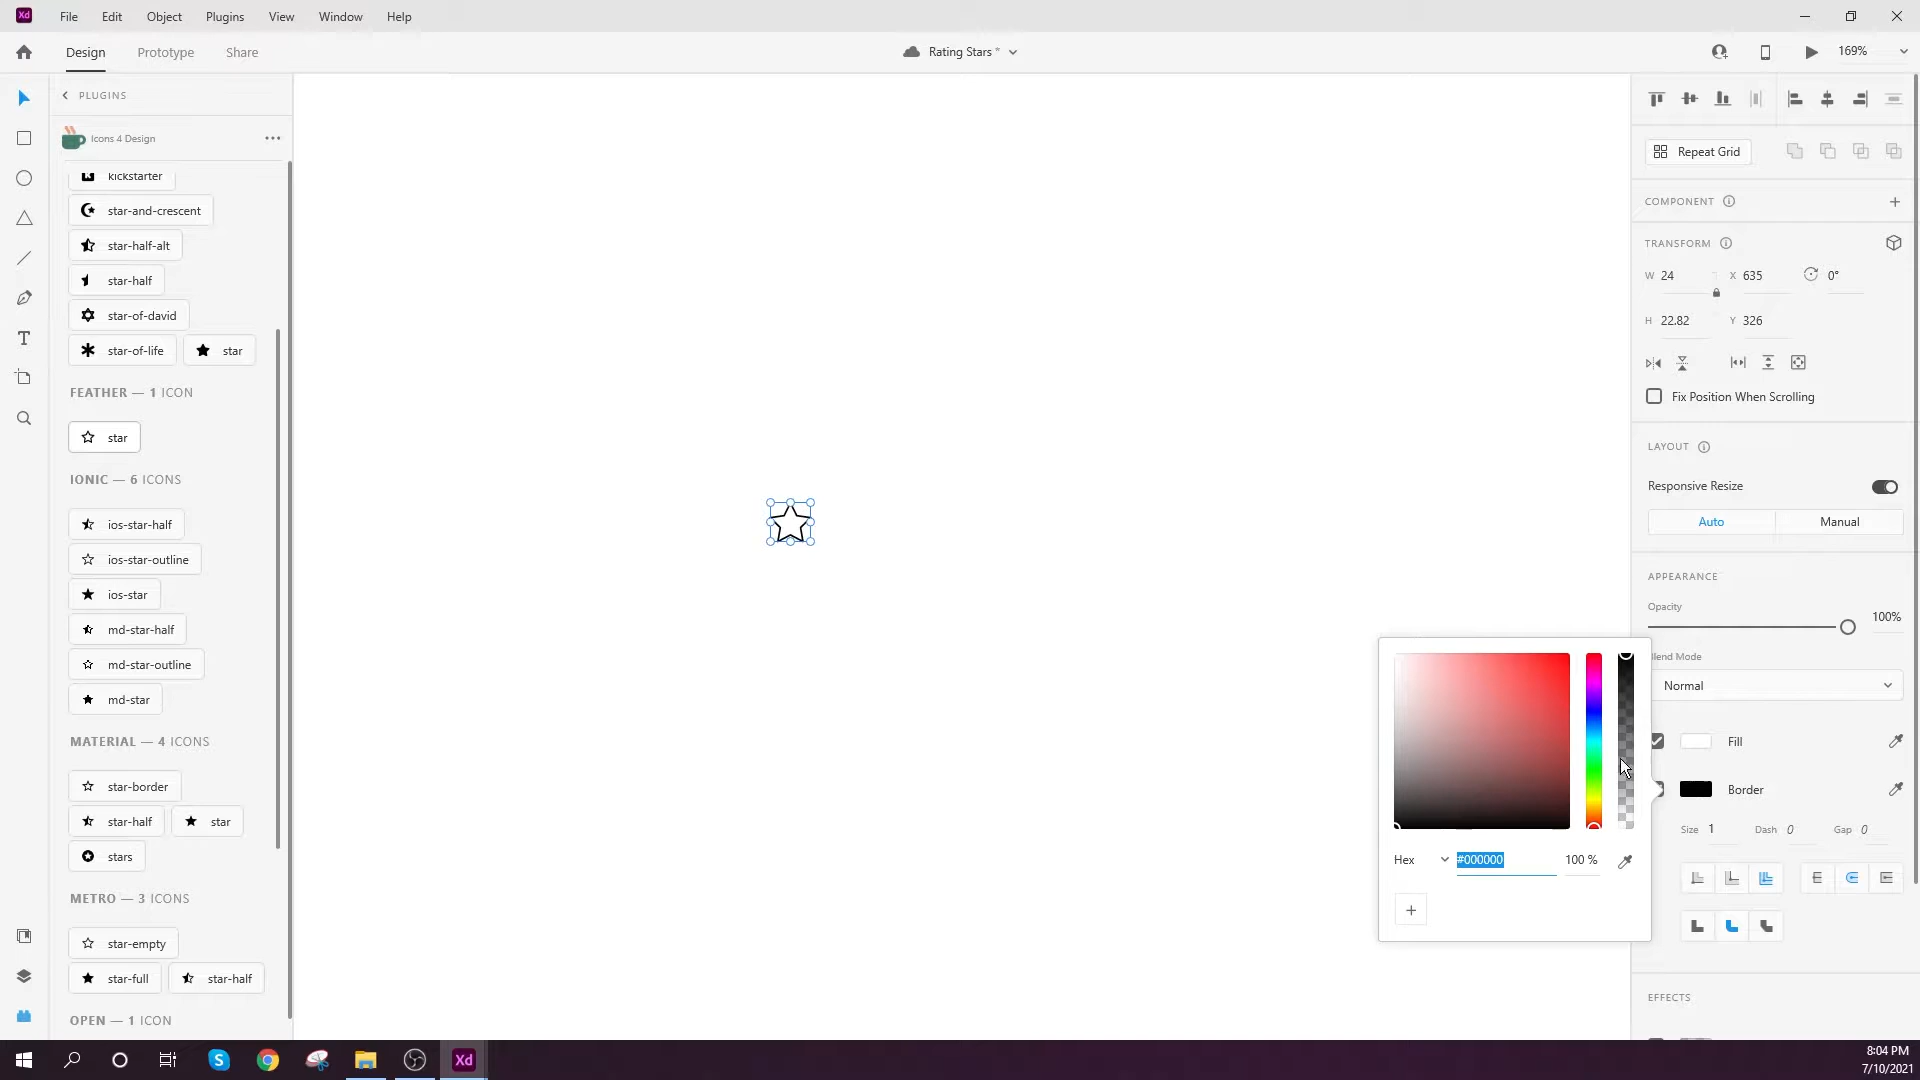 Xd File Edit Object Plugins View Window Help
Design Prototype Share Rating Stars * 169%
PLUGINS
Icons 4 Design
kickstarter
star-and-crescent
star-half-alt
star-half
star-of-david
star-of-life star
FEATHER — 1 ICON
star
IONIC — 6 ICONS
ios-star-half
ios-star-outline
ios-star
md-star-half
md-star-outline
md-star
MATERIAL — 4 ICONS
star-border
star-half star
stars
METRO — 3 ICONS
star-empty
star-full star-half
OPEN — 1 ICON
Hex #000000 100 %
Repeat Grid
COMPONENT
TRANSFORM
W 24 X 635 0°
H 22.82 Y 326
Fix Position When Scrolling
LAYOUT
Responsive Resize
Auto Manual
APPEARANCE
Opacity
100%
lend Mode
Normal
Fill
Border
Size 1 Dash 0 Gap 0
EFFECTS
Xd
8:04 PM
7/10/2021